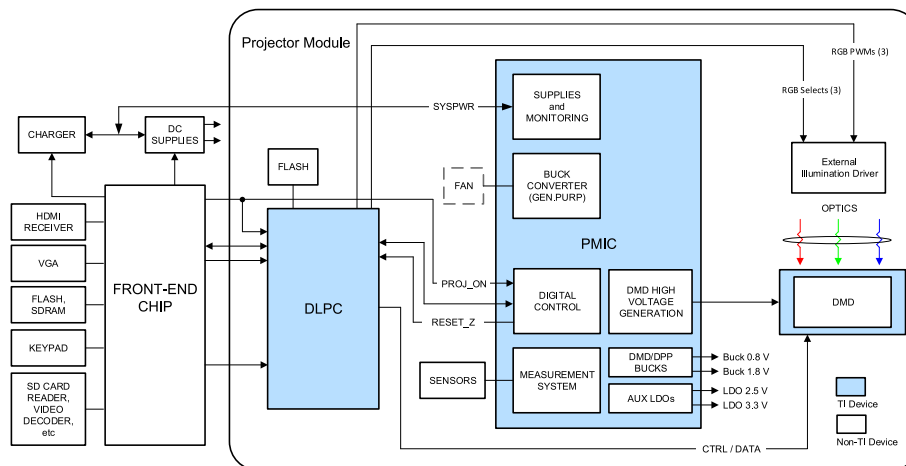 Projector Module
RGB PWMs (3)
RGB Selects (3)
SYSPWR
SUPPLIES
and
MONITORING
CHARGER
DC
SUPPLIES
FLASH
FAN
BUCK
CONVERTER
(GEN.PURP)
External
Illumination Driver
OPTICS
HDMI
RECEIVER
VGA
FLASH,
SDRAM
KEYPAD
SD CARD
READER,
VIDEO
DECODER,
etc
FRONT-END
CHIP
DLPC
PMIC
PROJ_ON
RESET_Z
DIGITAL
CONTROL
DMD HIGH
VOLTAGE
GENERATION
DMD
SENSORS
MEASUREMENT
SYSTEM
DMD/DPP
BUCKS
AUX LDOs
Buck 0.8 V
Buck 1.8 V
LDO 2.5 V
LDO 3.3 V
CTRL / DATA
TI Device
Non-TI Device